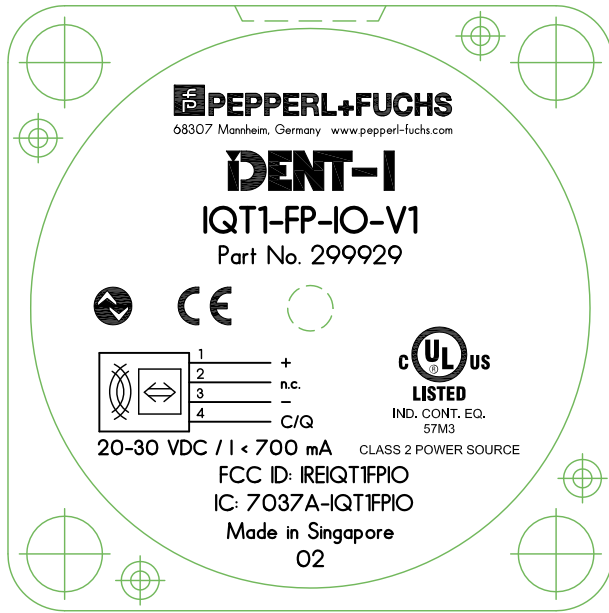 PEPPERL+FUCHS
68307 Mannheim, Germany www.pepperl-fuchs.com
IDENT-I
IQT1-FP-IO-V1
Part No. 299929
CE
1 +
2 n.c.
3 −
4 C/Q
20-30 VDC / I < 700 mA
C UL US
®
LISTED
IND. CONT. EQ.
57M3
CLASS 2 POWER SOURCE
FCC ID: IREIQT1FPIO
IC: 7037A-IQT1FPIO
Made in Singapore
02